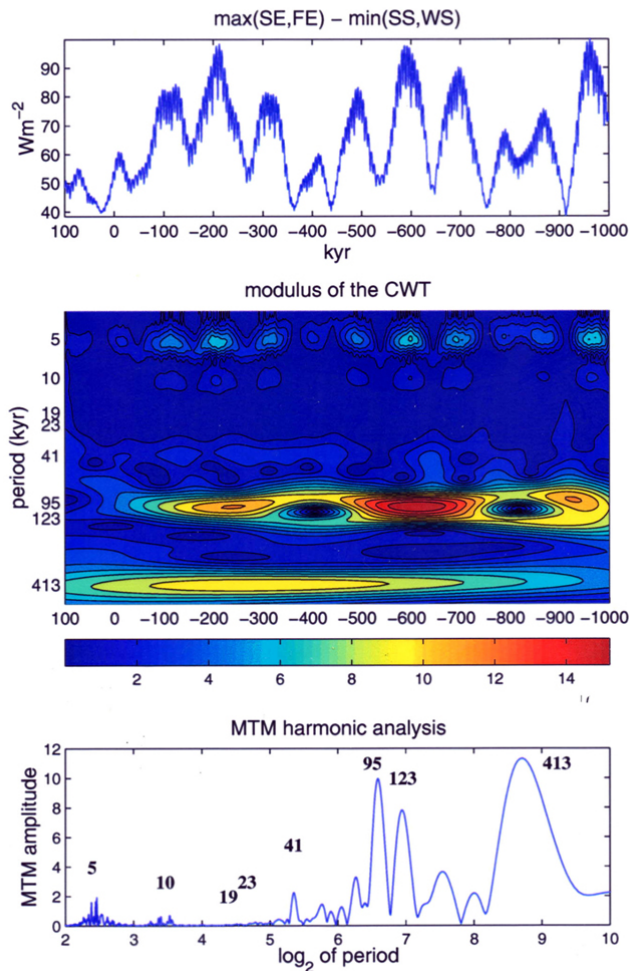 max(SE,FE) − min(SS,WS)
Wm⁻²
90
80
70
60
50
40
100 0 −100 −200 −300 −400 −500 −600 −700 −800 −900 −1000
kyr
modulus of the CWT
period (kyr)
5
10
19
23
41
95
123
413
100 0 −100 −200 −300 −400 −500 −600 −700 −800 −900 −1000
2 4 6 8 10 12 14
MTM harmonic analysis
MTM amplitude
12
10
8
6
4
2
0
5 10 19 23 41 95 123 413
2 3 4 5 6 7 8 9 10
log₂ of period